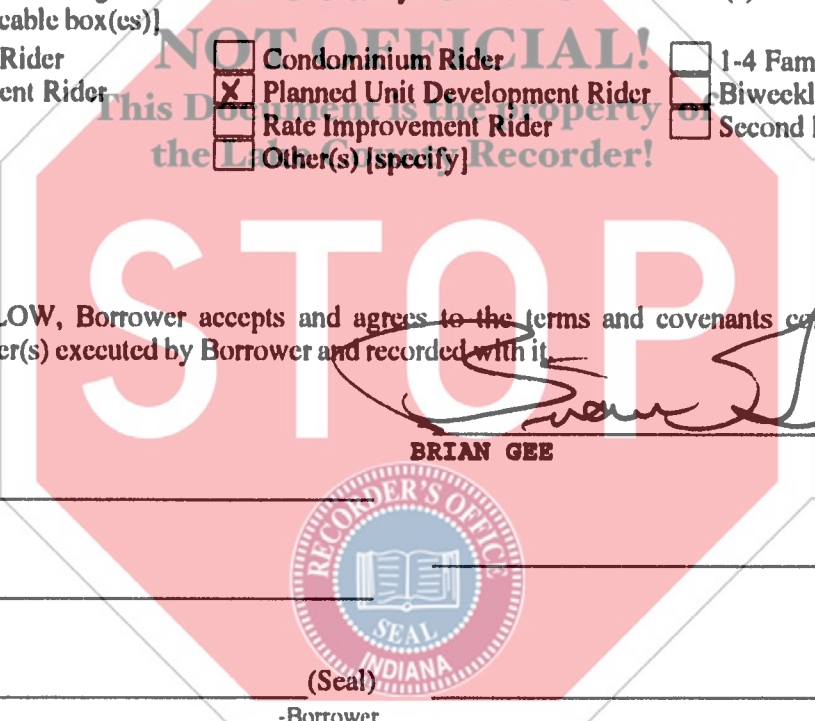 cable box(es)]
NOT OFFICIAL!
Rider Condominium Rider 1-4 Fam
ent Rider X Planned Unit Development Rider Biweekl
This Document is the property of
Rate Improvement Rider Second
the Lake County Recorder!
Other(s) [specify]
STOP
LOW, Borrower accepts and agrees to the terms and covenants
er(s) executed by Borrower and recorded with it.
BRIAN GEE
RECORDER'S OFFICE
SEAL
INDIANA
(Seal)
-Borrower